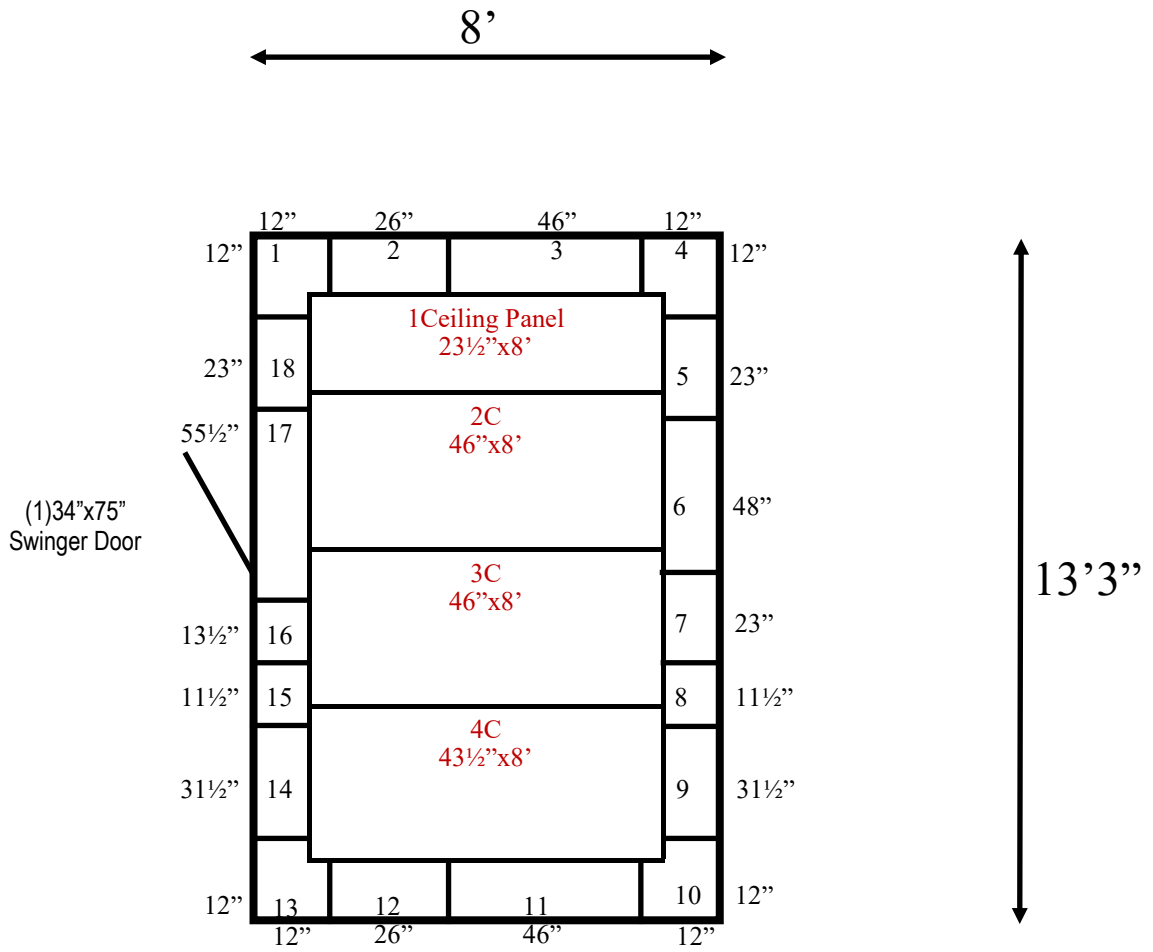 8’
12” 26” 46” 12”
12” 1 2 3 4 12”
1Ceiling Panel
23½”x8’
23” 18 5 23”
2C
46”x8’
55½” 17
6 48”
(1)34”x75”
Swinger Door
3C
46”x8’
13’3”
13½” 16 7 23”
11½” 15 8 11½”
4C
43½”x8’
31½” 14 9 31½”
12” 13 12 11 10 12”
12” 26” 46” 12”